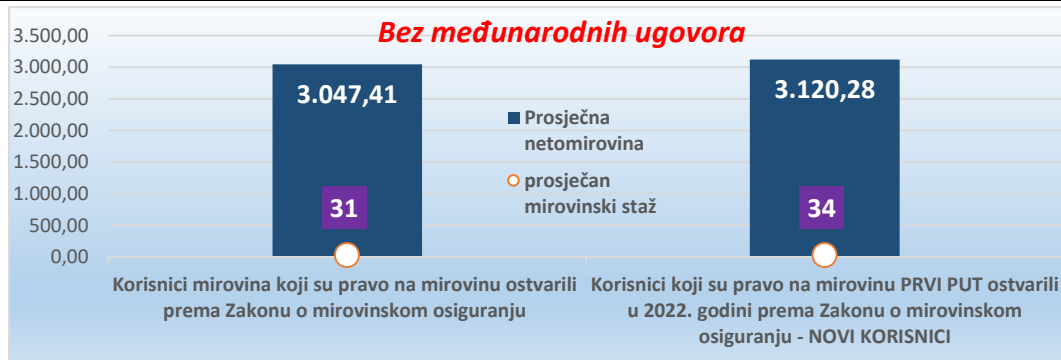 Bez međunarodnih ugovora
3.500,00
3.000,00
2.500,00
2.000,00
1.500,00
1.000,00
500,00
0,00
3.047,41
3.120,28
Prosječna
netomirovina
prosječan
mirovinski staž
31
34
Korisnici mirovina koji su pravo na mirovinu ostvarili
prema Zakonu o mirovinskom osiguranju
Korisnici koji su pravo na mirovinu PRVI PUT ostvarili
u 2022. godini prema Zakonu o mirovinskom
osiguranju - NOVI KORISNICI